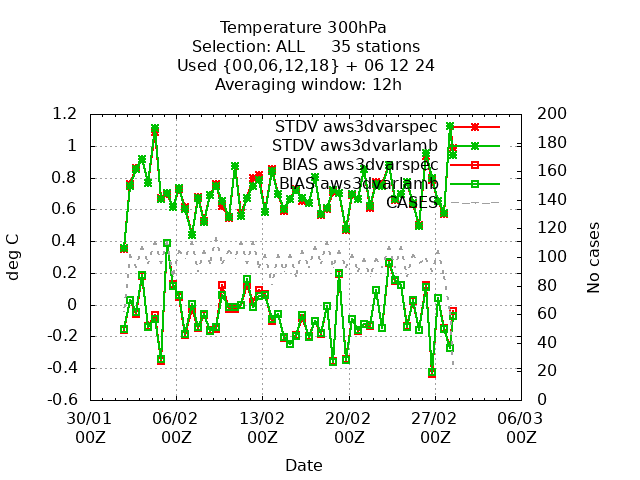 Temperature 300hPa
Selection: ALL 35 stations
Used {00,06,12,18} + 06 12 24
Averaging window: 12h
1.2
1
0.8
0.6
0.4
0.2
0
-0.2
-0.4
-0.6
deg C
200
180
160
140
120
100
80
60
40
20
0
No cases
STDV aws3dvarspec
STDV aws3dvarlamb
BIAS aws3dvarspec
BIAS aws3dvarlamb
CASES
30/01 06/02 13/02 20/02 27/02 06/03
00Z 00Z 00Z 00Z 00Z 00Z
Date